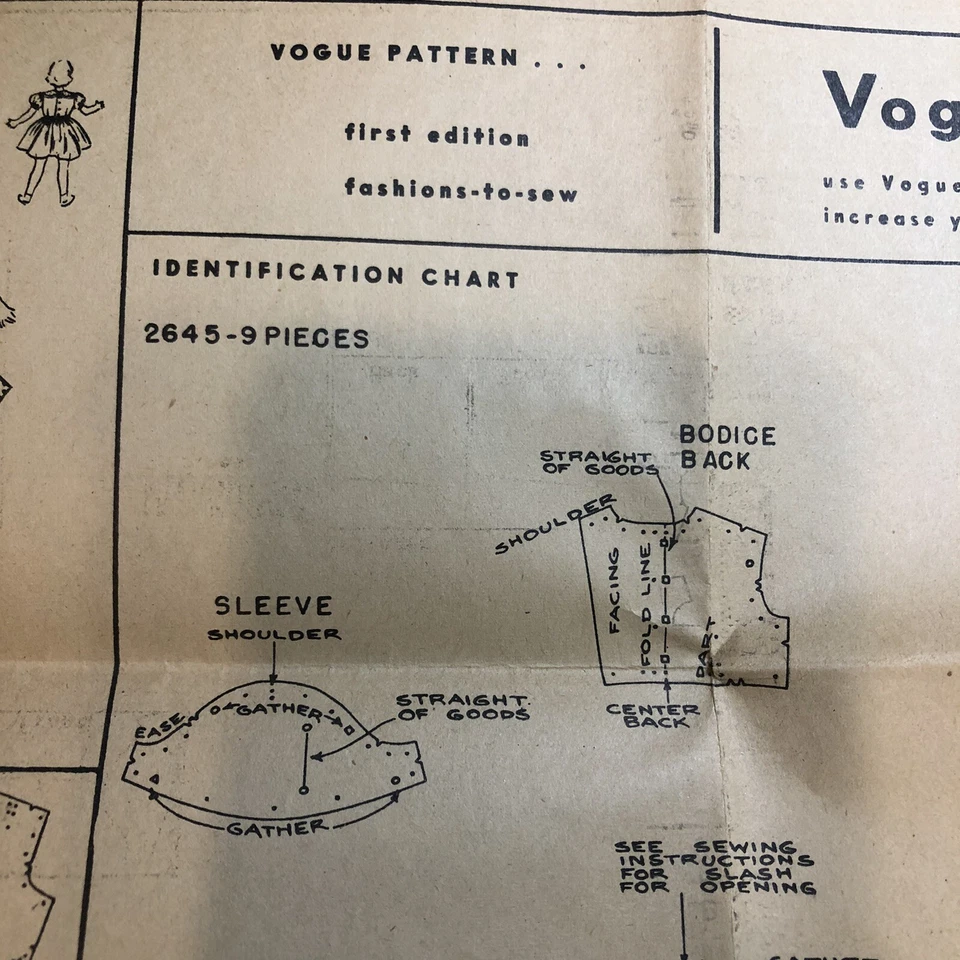 VOGUE PATTERN . . .
first edition
fashions-to-sew
Vog
use Vogue
increase y
IDENTIFICATION CHART
2645-9 PIECES
BODICE
BACK
STRAIGHT
OF GOODS
SHOULDER
FACING
FOLD LINE
DART
CENTER
BACK
SLEEVE
SHOULDER
EASE
GATHER
STRAIGHT
OF GOODS
GATHER
SEE SEWING
INSTRUCTIONS
FOR SLASH
FOR OPENING